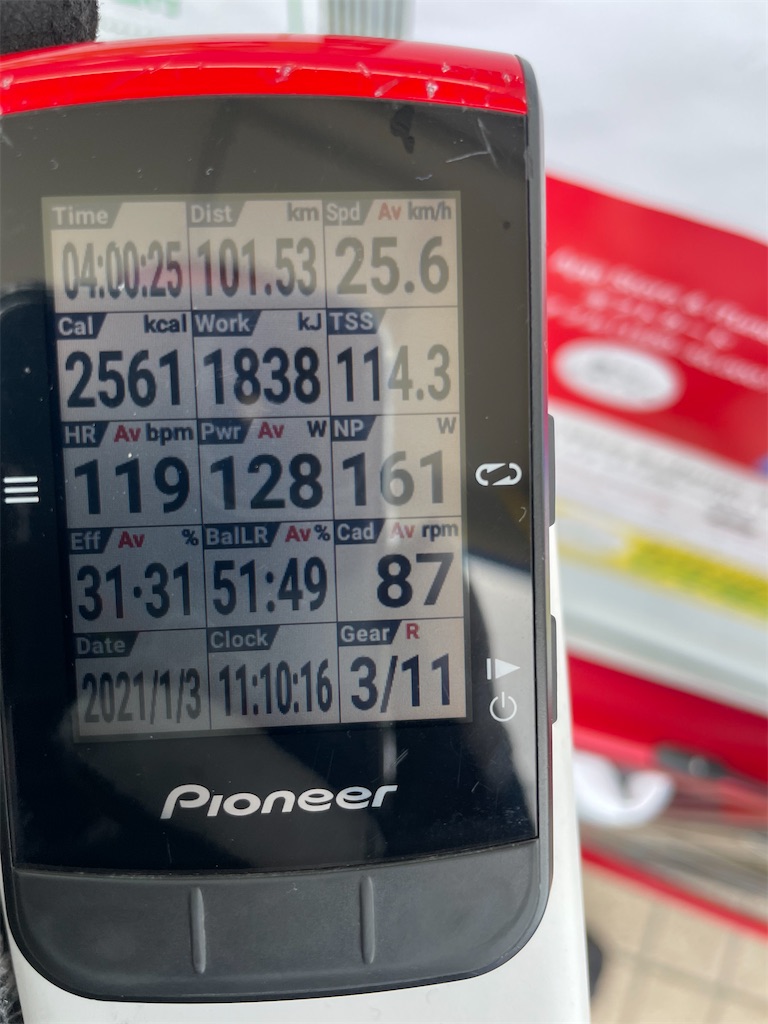 Time Dist km Spd Av km/h
04:00:25 101.53 25.6
Cal kcal Work kJ TSS
2561 1838 114.3
HR Av bpm Pwr Av W NP W
119 128 161
Eff Av % BalLR Av % Cad Av rpm
31·31 51:49 87
Date Clock Gear R
2021/1/3 11:10:16 3/11
Pioneer